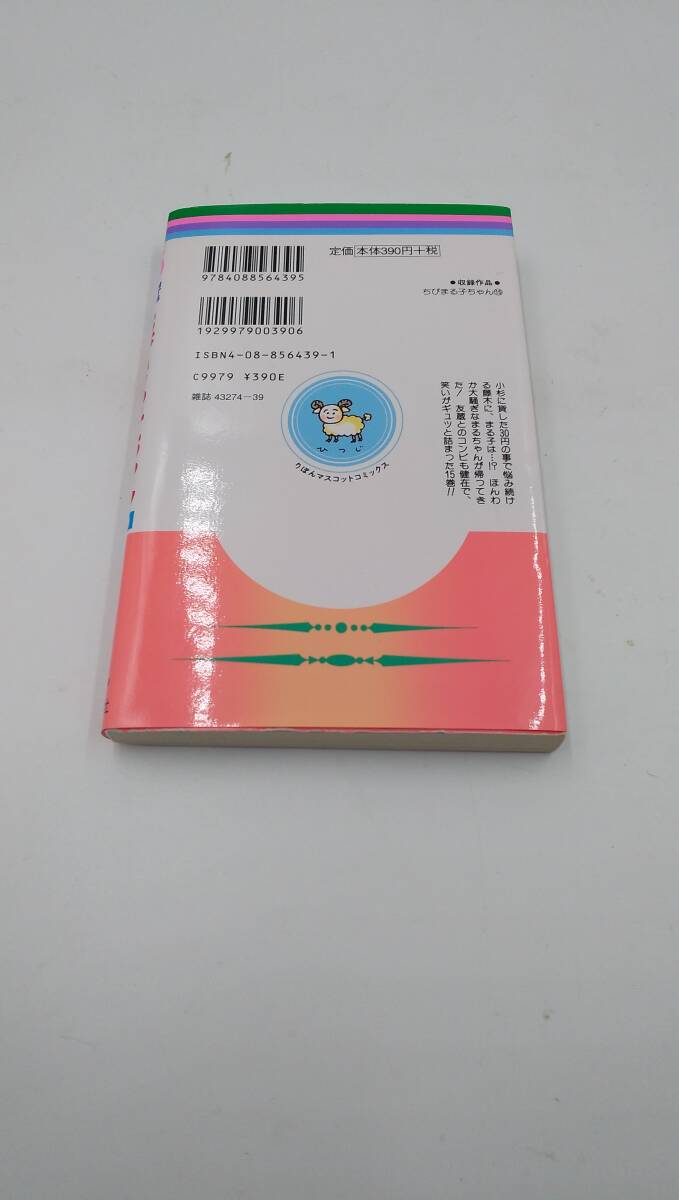 定価 本体390円+税
9784088564395
●収録作品●
ちびまる子ちゃん⑮
1929979003906
ISBN4-08-856439-1
C9979 ¥390E
雑誌 43274-39
ひつじ
りぼんマスコットコミックス
小杉に貸した30円の事で悩み続け
る藤木に、まる子は…!? ほんわ
か大騒ぎなまるちゃんが帰ってき
た! 友蔵とのコンビも健在で、
笑いがギュッと詰まった15巻!!